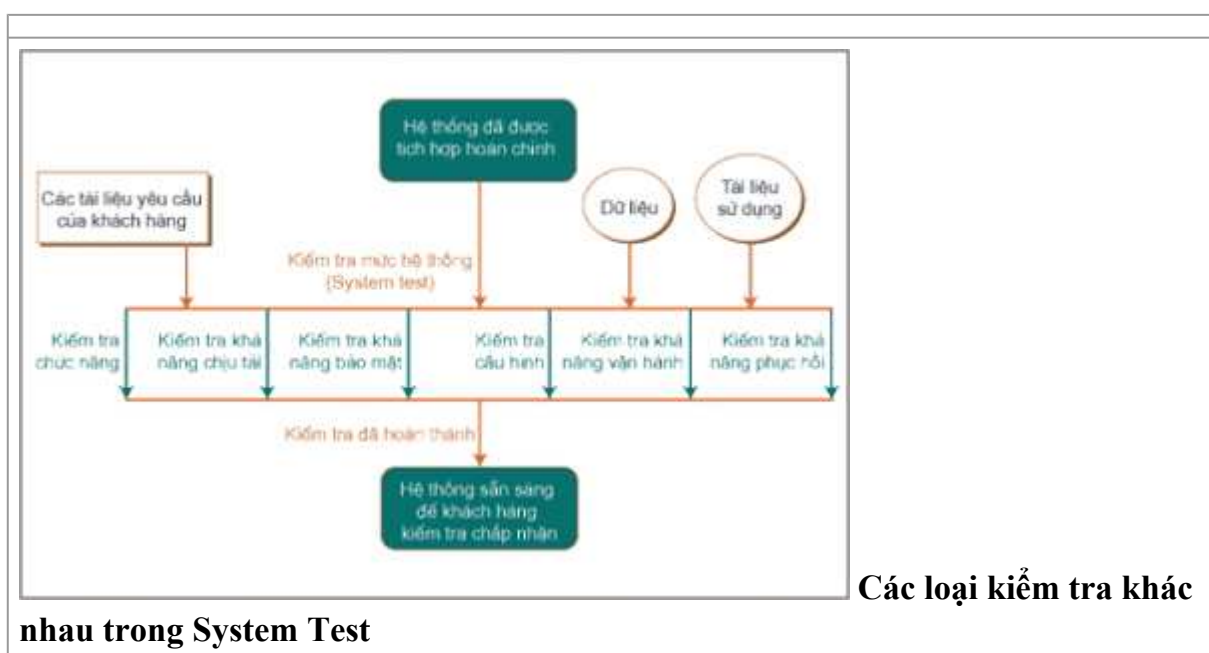 Hệ thống đã được
tích hợp hoàn chỉnh
Các tài liệu yêu cầu
của khách hàng
Dữ liệu
Tài liệu
sử dụng
Kiểm tra mức hệ thống
(System test)
Kiểm tra
chức năng
Kiểm tra khả
năng chịu tải
Kiểm tra khả
năng bảo mật
Kiểm tra
cấu hình
Kiểm tra khả
năng vận hành
Kiểm tra khả
năng phục hồi
Kiểm tra đã hoàn thành
Hệ thống sẵn sàng
để khách hàng
kiểm tra chấp nhận
Các loại kiểm tra khác
nhau trong System Test